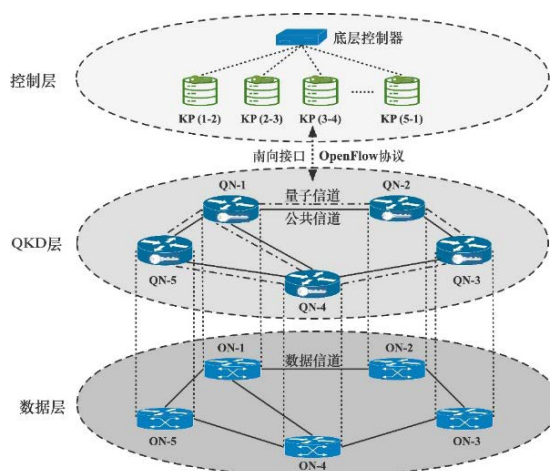 底层控制器
控制层
KP (1-2) KP (2-3) KP (3-4) ...... KP (5-1)
南向接口 OpenFlow协议
QN-1 QN-2
量子信道
公共信道
QKD层
QN-5 QN-3
QN-4
ON-1 ON-2
数据信道
数据层
ON-5 ON-3
ON-4